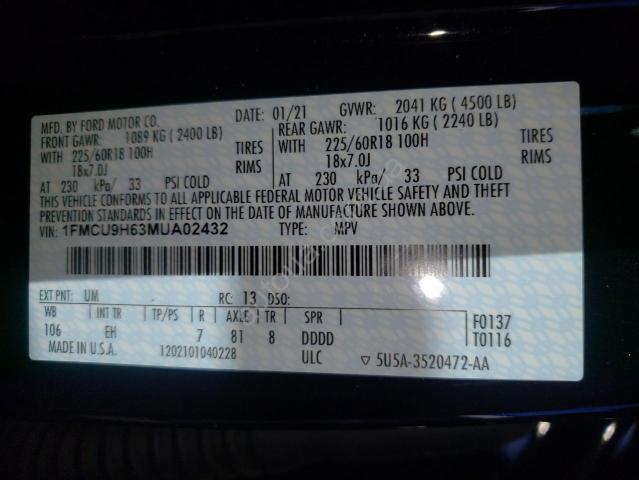 MFD. BY FORD MOTOR CO. DATE: 01/21 GVWR: 2041 KG ( 4500 LB)
FRONT GAWR: 1089 KG ( 2400 LB) REAR GAWR: 1016 KG ( 2240 LB)
WITH 225/60R18 100H TIRES WITH 225/60R18 100H TIRES
18x7.0J RIMS 18x7.0J RIMS
AT 230 kPa/ 33 PSI COLD AT 230 kPa/ 33 PSI COLD
THIS VEHICLE CONFORMS TO ALL APPLICABLE FEDERAL MOTOR VEHICLE SAFETY AND THEFT
PREVENTION STANDARDS IN EFFECT ON THE DATE OF MANUFACTURE SHOWN ABOVE.
VIN: 1FMCU9H63MUA02432 TYPE: MPV
EXT PNT: UM RC: 13 DSO:
WB INT TR TP/PS R AXLE TR SPR F0137
106 EH 7 81 8 DDDD T0116
MADE IN U.S.A. 1202101040228 ULC 5U5A-3520472-AA